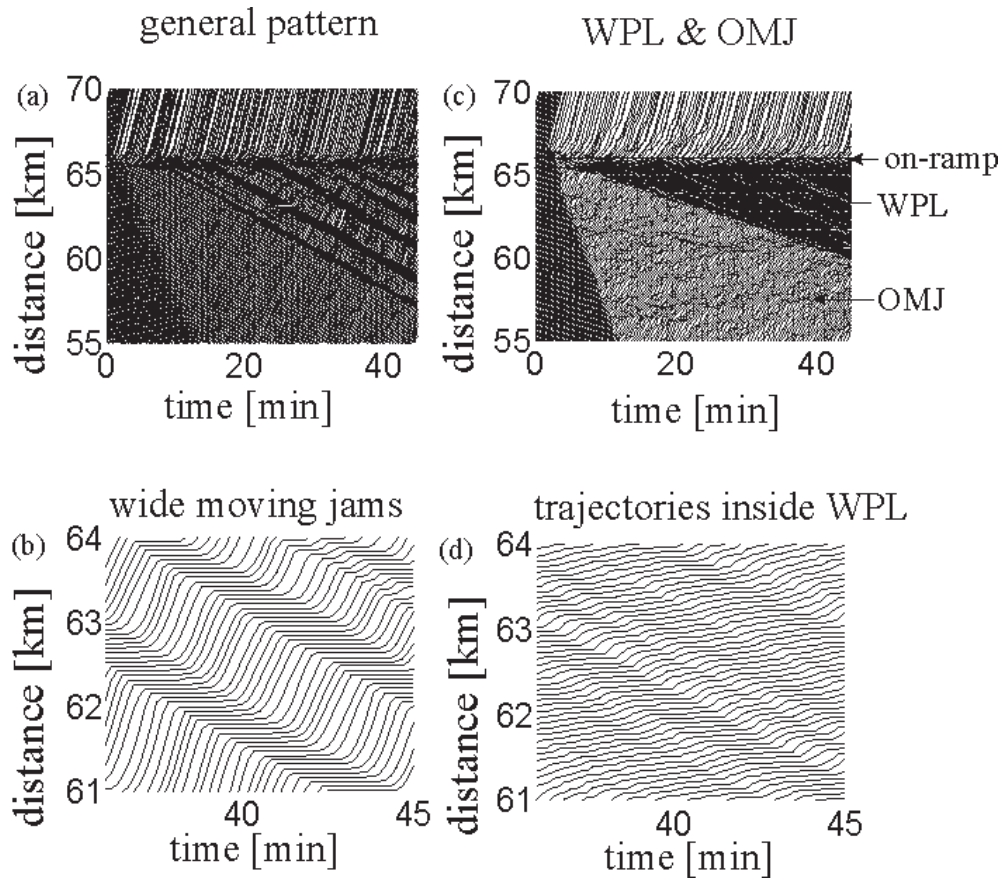 general pattern
WPL & OMJ
(a)
70
65
60
55
distance [km]
0
20
40
time [min]
(c)
70
65
60
55
distance [km]
0
20
40
time [min]
on-ramp
WPL
OMJ
wide moving jams
trajectories inside WPL
(b)
64
63
62
61
distance [km]
40
45
time [min]
(d)
64
63
62
61
distance [km]
40
45
time [min]